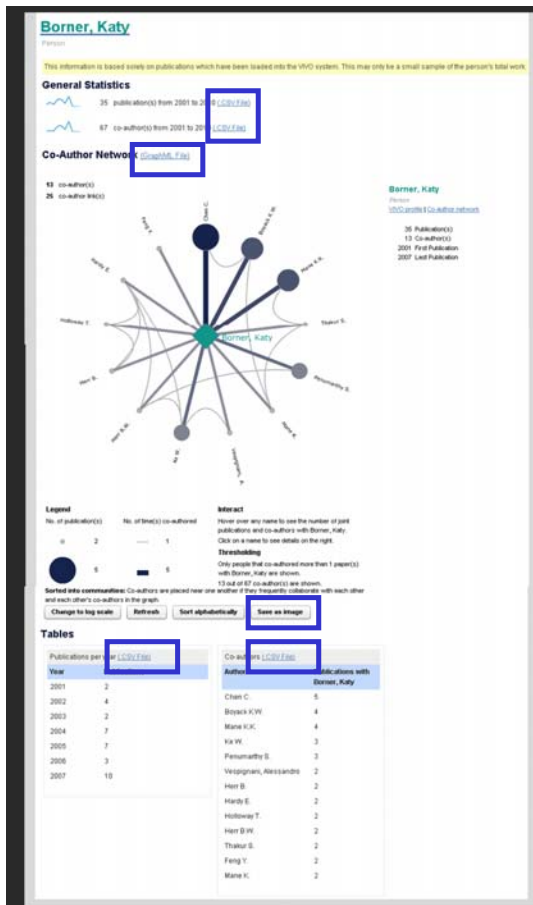 Borner, Katy
Person
This information is based solely on publications which have been loaded into the VIVO system. This may only be a small sample of the person's total work.
General Statistics
35 publication(s) from 2001 to (.CSV File)
67 co-author(s) from 2001 to (.CSV File)
Co-Author Network (GraphML File)
13 co-author(s)
26 co-author link(s)
Borner, Katy
Person
VIVO profile | Co-author network
35 Publication(s)
13 Co-author(s)
2001 First Publication
2007 Last Publication
Chen C.
Boyack K.W.
Mane K.K.
Thakur S.
Penumarthy S.
Mane K.
Vespignani, A.
Ke W.
Herr B.W.
Herr B.
Holloway T.
Hardy E.
Feng Y.
Borner, Katy
Legend
No. of publication(s) No. of time(s) co-authored
2 1
5 5
Interact
Hover over any name to see the number of joint
publications and co-authors with Borner, Katy.
Click on a name to see details on the right.
Thresholding
Only people that co-authored more than 1 paper(s)
with Borner, Katy are shown.
13 out of 67 co-author(s) are shown.
Sorted into communities: Co-authors are placed near one another if they frequently collaborate with each other
and each other's co-authors in the graph.
Change to log scale Refresh Sort alphabetically Save as image
Tables
Publications per year (.CSV File)
Year
2001 2
2002 4
2003 2
2004 7
2005 7
2006 3
2007 10
Co-authors (.CSV File)
Author Publications with
Borner, Katy
Chen C. 5
Boyack K.W. 4
Mane K.K. 4
Ke W. 3
Penumarthy S. 3
Vespignani, Alessandro 2
Herr B. 2
Hardy E. 2
Holloway T. 2
Herr B.W. 2
Thakur S. 2
Feng Y. 2
Mane K. 2